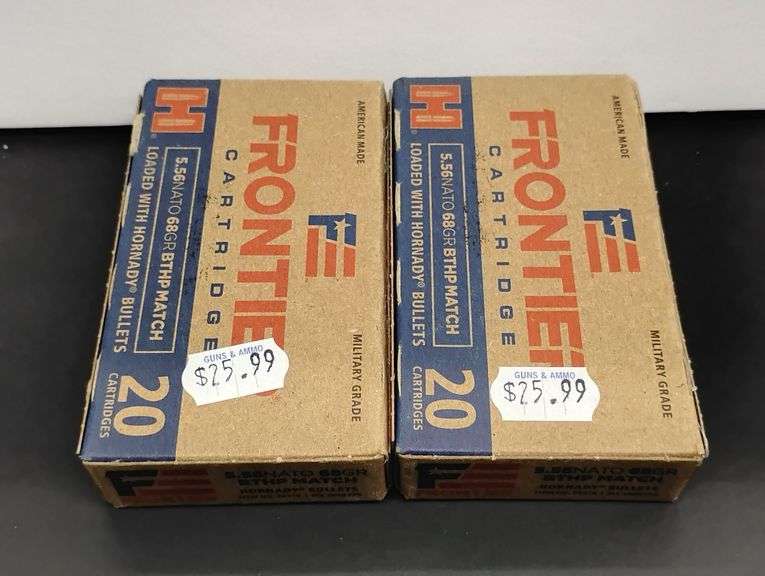 H®
AMERICAN MADE
FRONTIER
CARTRIDGE
5.56NATO 68GR BTHP MATCH
LOADED WITH HORNADY® BULLETS
20
CARTRIDGES
MILITARY GRADE
GUNS & AMMO
$25.99
5.56NATO 68GR
BTHP MATCH
HORNADY® BULLETS
H®
AMERICAN MADE
FRONTIER
CARTRIDGE
5.56NATO 68GR BTHP MATCH
LOADED WITH HORNADY® BULLETS
20
CARTRIDGES
MILITARY GRADE
GUNS & AMMO
$25.99
5.56NATO 68GR
BTHP MATCH
HORNADY® BULLETS